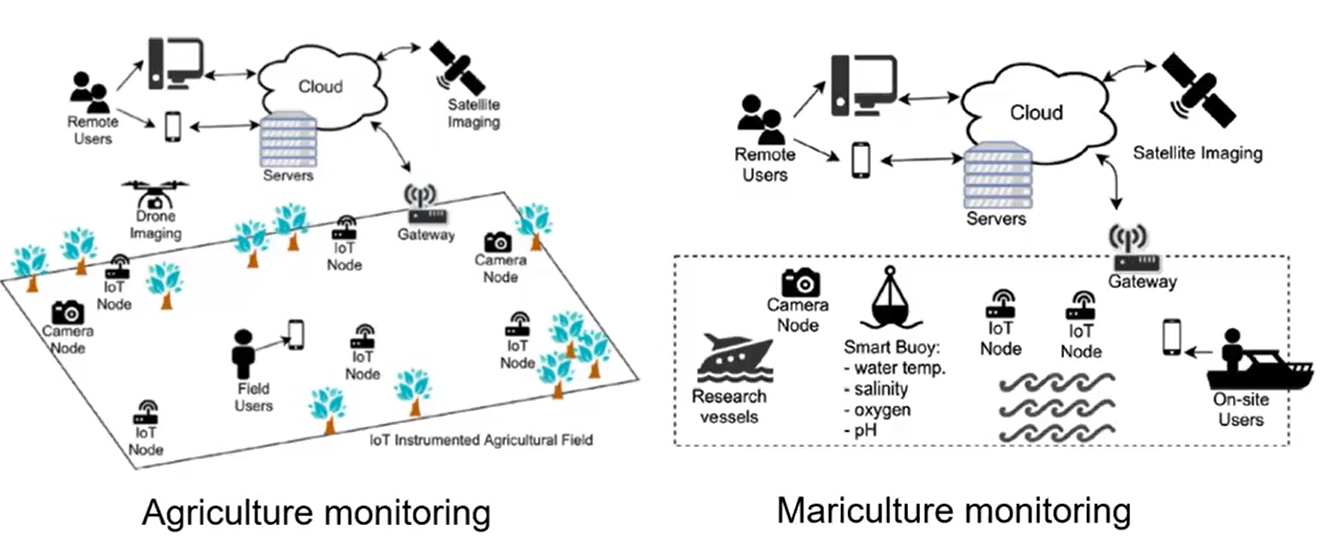 Cloud
Remote
Users
Satellite
Imaging
Servers
Drone
Imaging
Gateway
IoT
Node
Camera
Node
IoT
Node
Camera
Node
IoT
Node
IoT
Node
Field
Users
IoT
Node
IoT Instrumented Agricultural Field
Agriculture monitoring
Cloud
Remote
Users
Satellite Imaging
Servers
Gateway
Camera
Node
IoT
Node
IoT
Node
Smart Buoy:
- water temp.
- salinity
- oxygen
- pH
Research
vessels
On-site
Users
Mariculture monitoring